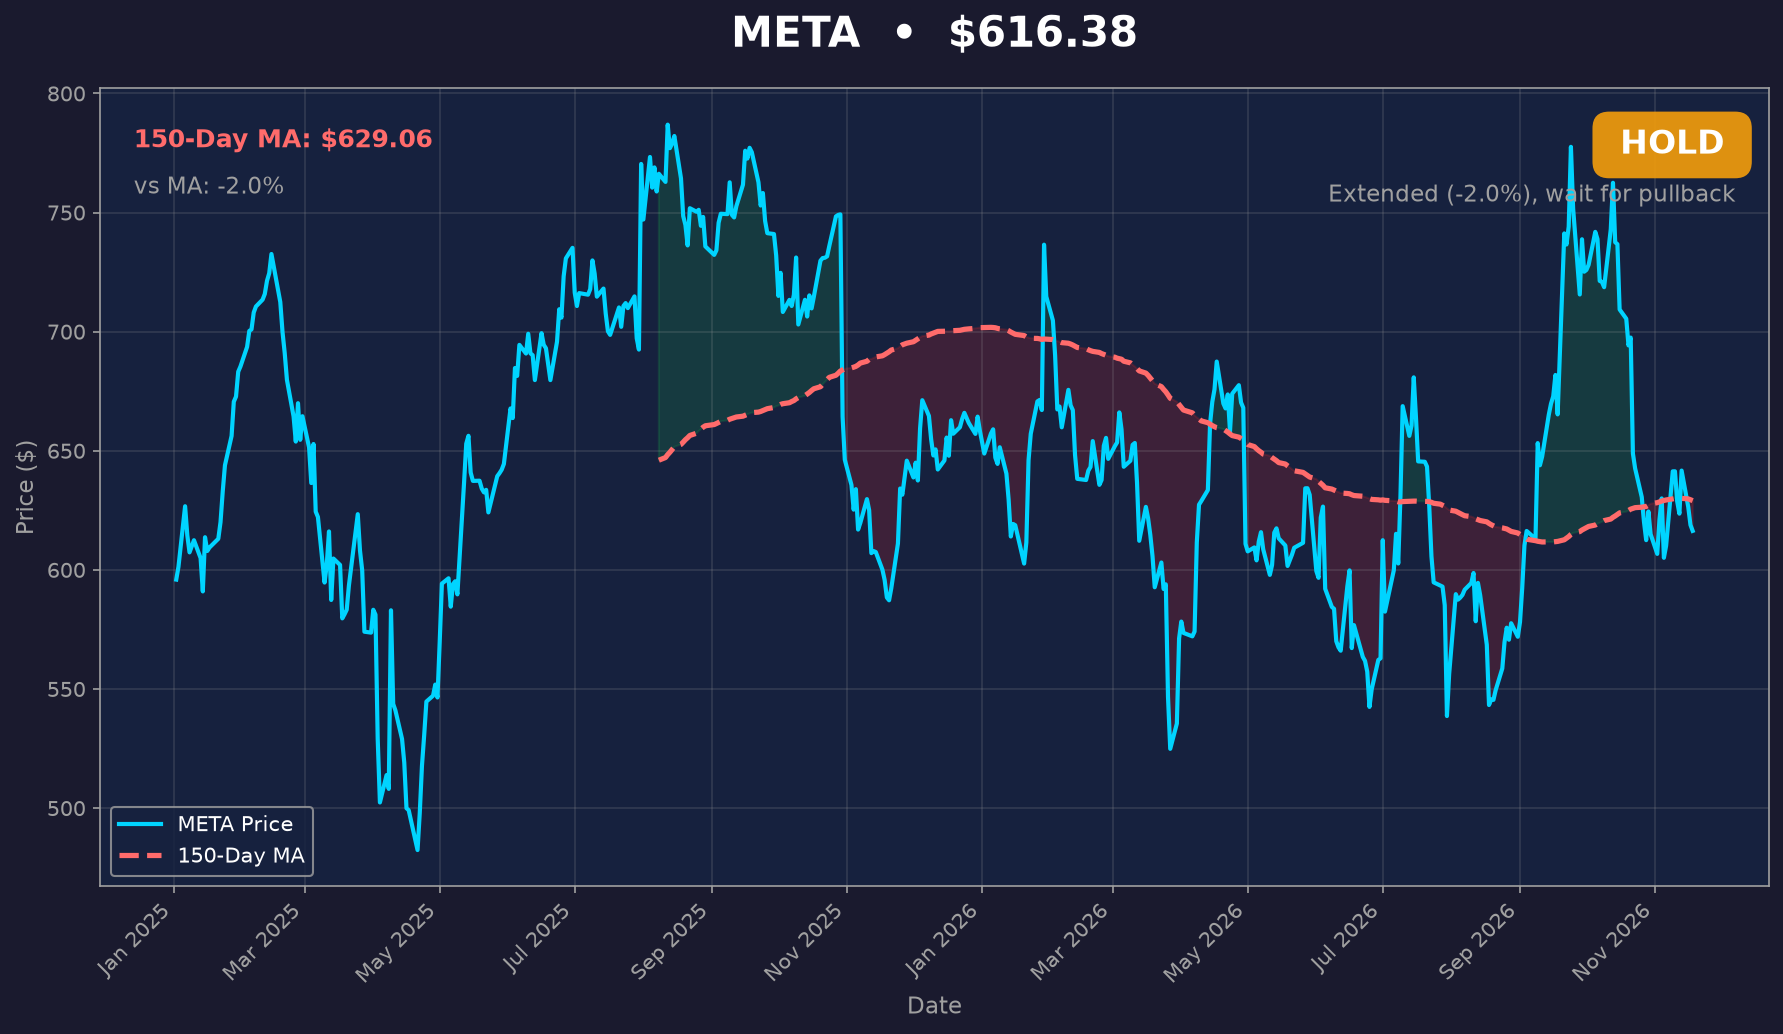 META • $616.38
150-Day MA: $629.06
vs MA: -2.0%
HOLD
Extended (-2.0%), wait for pullback
Price ($)
800
750
700
650
600
550
500
META Price
150-Day MA
Jan 2025
Mar 2025
May 2025
Jul 2025
Sep 2025
Nov 2025
Jan 2026
Mar 2026
May 2026
Jul 2026
Sep 2026
Nov 2026
Date